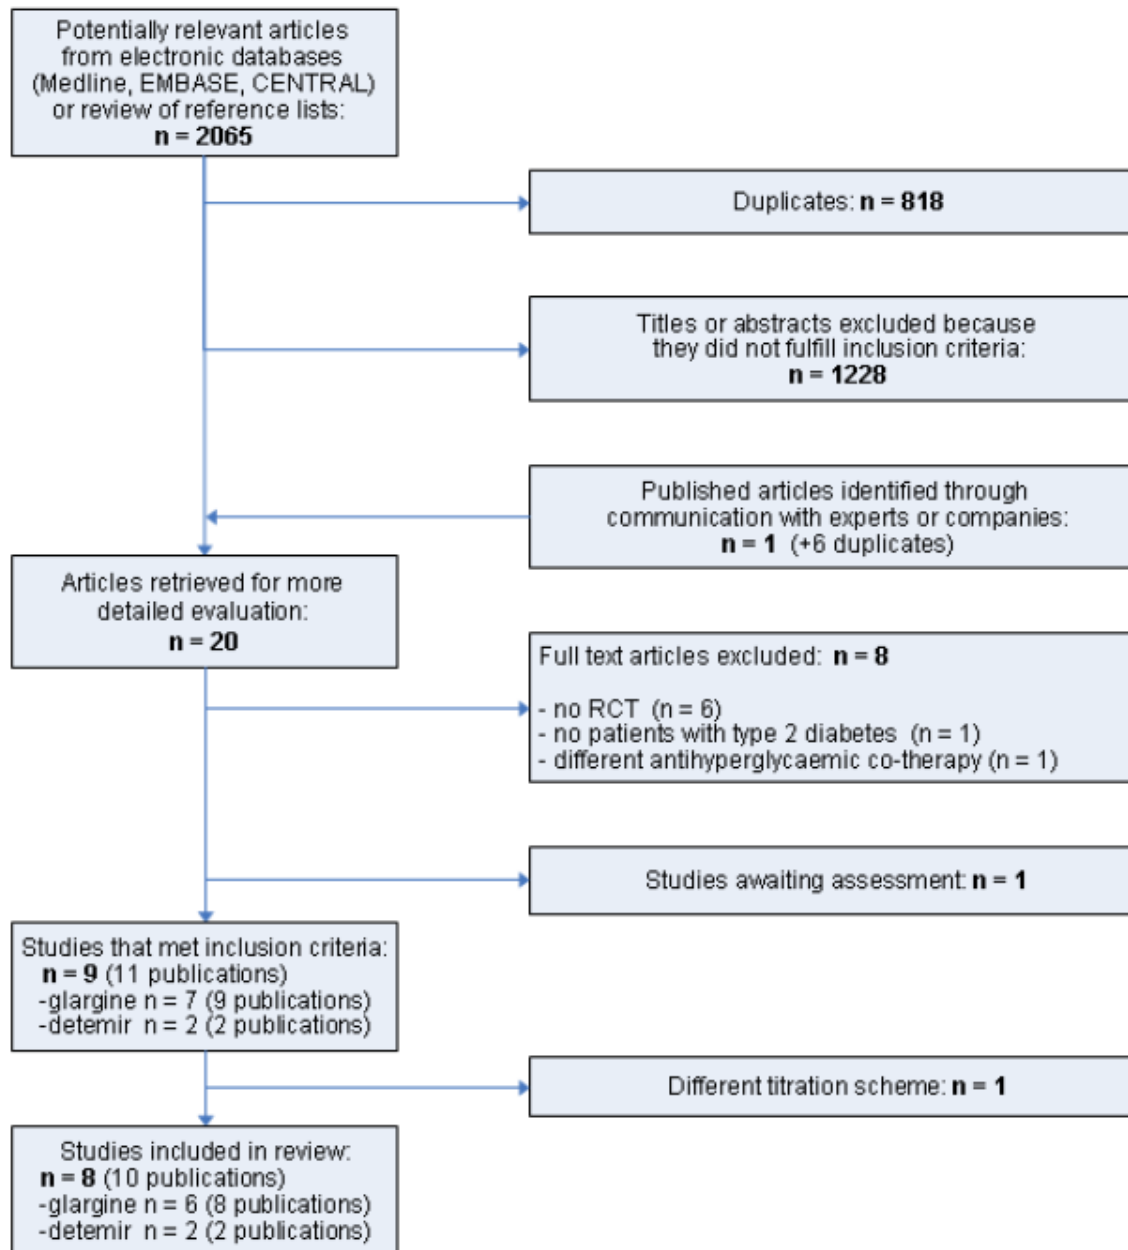 Potentially relevant articles
from electronic databases
(Medline, EMBASE, CENTRAL)
or review of reference lists:
n = 2065
Duplicates: n = 818
Titles or abstracts excluded because
they did not fulfill inclusion criteria:
n = 1228
Published articles identified through
communication with experts or companies:
n = 1 (+6 duplicates)
Articles retrieved for more
detailed evaluation:
n = 20
Full text articles excluded: n = 8
- no RCT (n = 6)
- no patients with type 2 diabetes (n = 1)
- different antihyperglycaemic co-therapy (n = 1)
Studies awaiting assessment: n = 1
Studies that met inclusion criteria:
n = 9 (11 publications)
-glargine n = 7 (9 publications)
-detemir n = 2 (2 publications)
Different titration scheme: n = 1
Studies included in review:
n = 8 (10 publications)
-glargine n = 6 (8 publications)
-detemir n = 2 (2 publications)